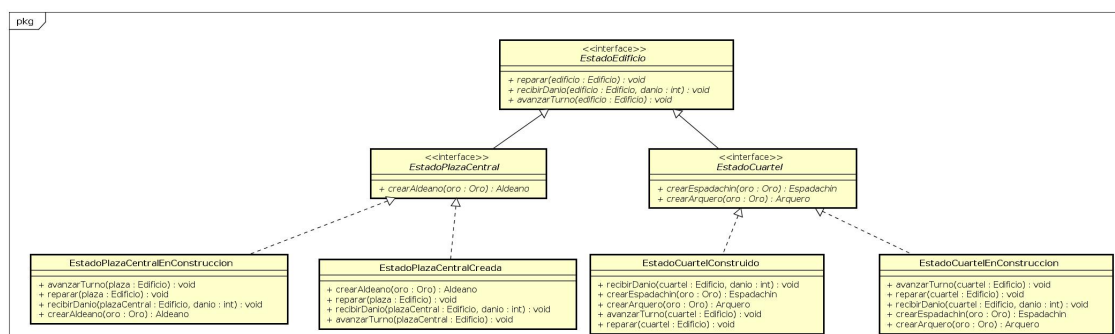 pkg
<<interface>>
EstadoEdificio
+ reparar(edificio : Edificio) : void
+ recibirDanio(edificio : Edificio, danio : int) : void
+ avanzarTurno(edificio : Edificio) : void
<<interface>>
EstadoPlazaCentral
+ crearAldeano(oro : Oro) : Aldeano
<<interface>>
EstadoCuartel
+ crearEspadachin(oro : Oro) : Espadachin
+ crearArquero(oro : Oro) : Arquero
EstadoPlazaCentralEnConstruccion
+ avanzarTurno(plaza : Edificio) : void
+ reparar(plaza : Edificio) : void
+ recibirDanio(plazaCentral : Edificio, danio : int) : void
+ crearAldeano(oro : Oro) : Aldeano
EstadoPlazaCentralCreada
+ crearAldeano(oro : Oro) : Aldeano
+ reparar(plaza : Edificio) : void
+ recibirDanio(plazaCentral : Edificio, danio : int) : void
+ avanzarTurno(plazaCentral : Edificio) : void
EstadoCuartelConstruido
+ recibirDanio(cuartel : Edificio, danio : int) : void
+ crearEspadachin(oro : Oro) : Espadachin
+ crearArquero(oro : Oro) : Arquero
+ avanzarTurno(cuartel : Edificio) : void
+ reparar(cuartel : Edificio) : void
EstadoCuartelEnConstruccion
+ avanzarTurno(cuartel : Edificio) : void
+ reparar(cuartel : Edificio) : void
+ recibirDanio(cuartel : Edificio, danio : int) : void
+ crearEspadachin(oro : Oro) : Espadachin
+ crearArquero(oro : Oro) : Arquero